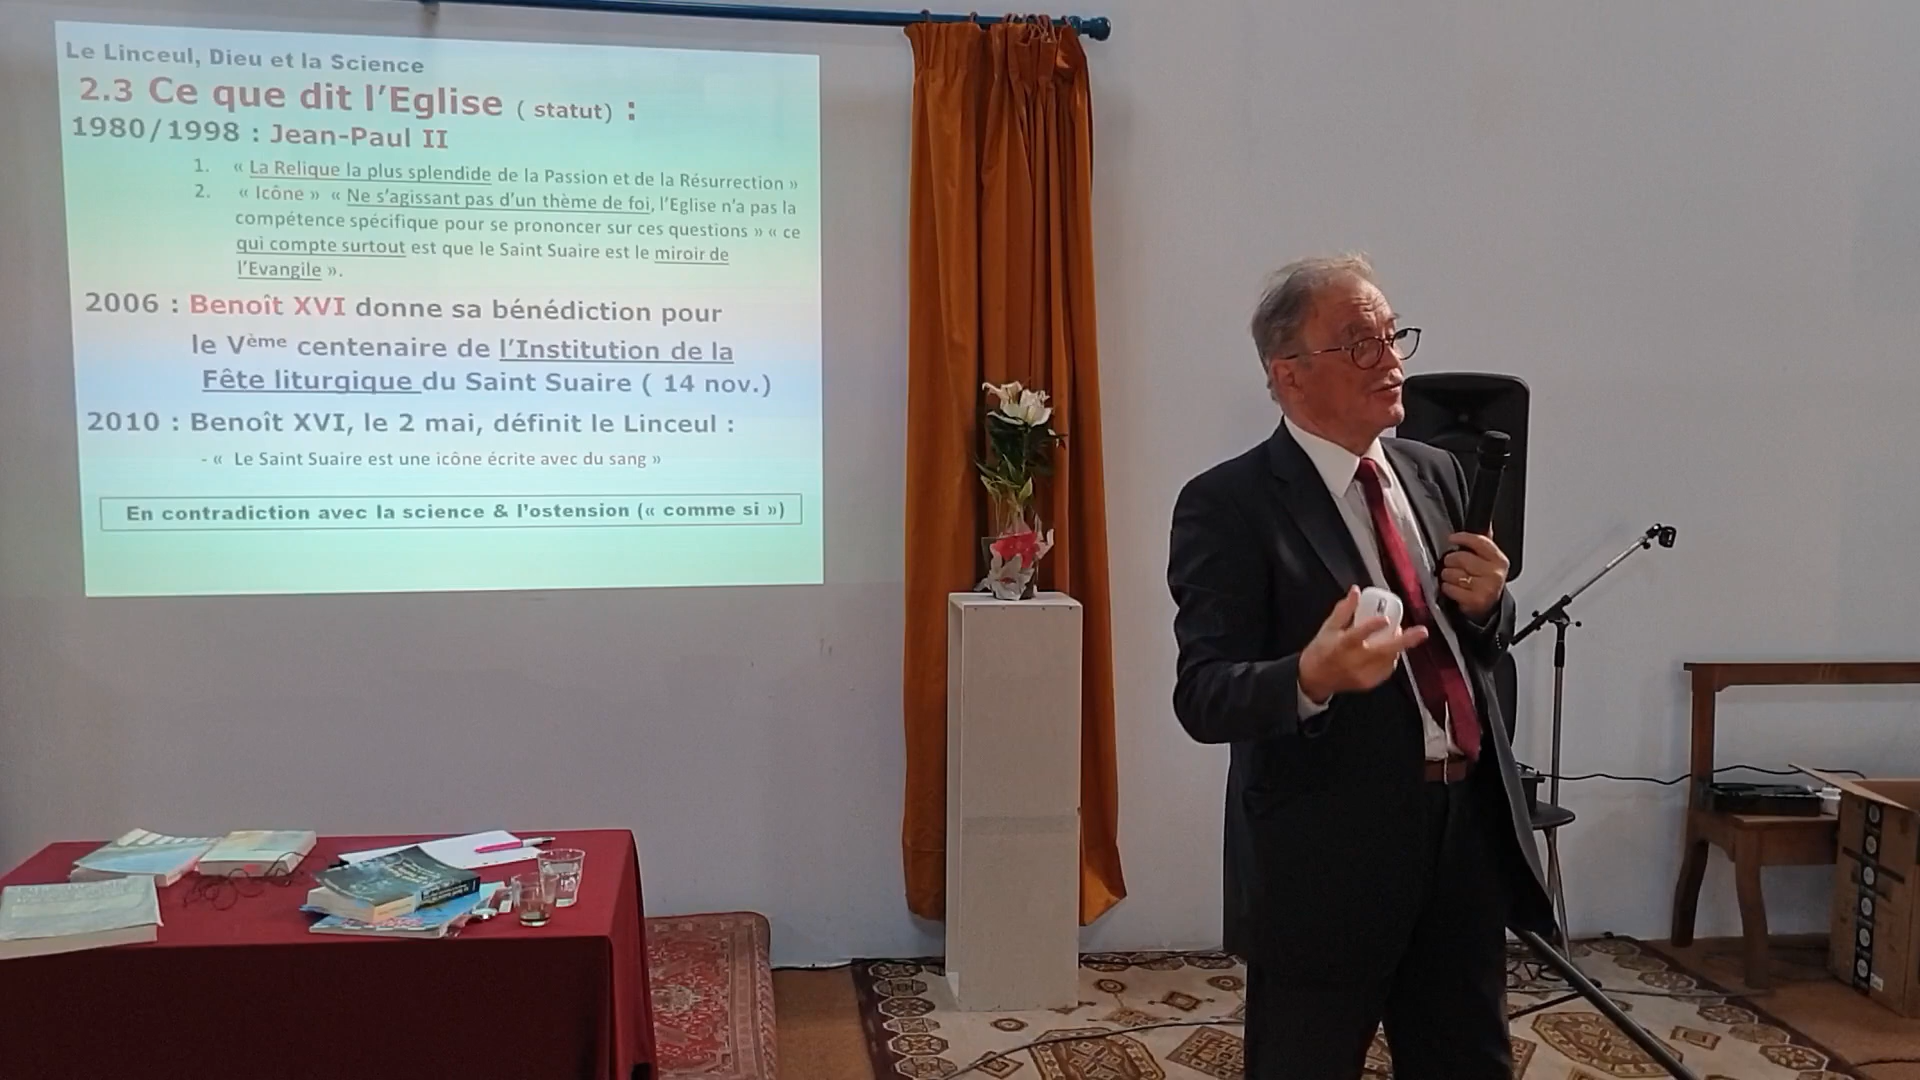 Le Linceul, Dieu et la Science
2.3 Ce que dit l’Eglise ( statut) :
1980/1998 : Jean-Paul II
1. « La Relique la plus splendide de la Passion et de la Résurrection »
2. « Icône » « Ne s’agissant pas d’un thème de foi, l’Eglise n’a pas la
compétence spécifique pour se prononcer sur ces questions » « ce
qui compte surtout est que le Saint Suaire est le miroir de
l’Evangile ».
2006 : Benoît XVI donne sa bénédiction pour
le Vème centenaire de l’Institution de la
Fête liturgique du Saint Suaire ( 14 nov.)
2010 : Benoît XVI, le 2 mai, définit le Linceul :
- « Le Saint Suaire est une icône écrite avec du sang »
En contradiction avec la science & l’ostension (« comme si »)